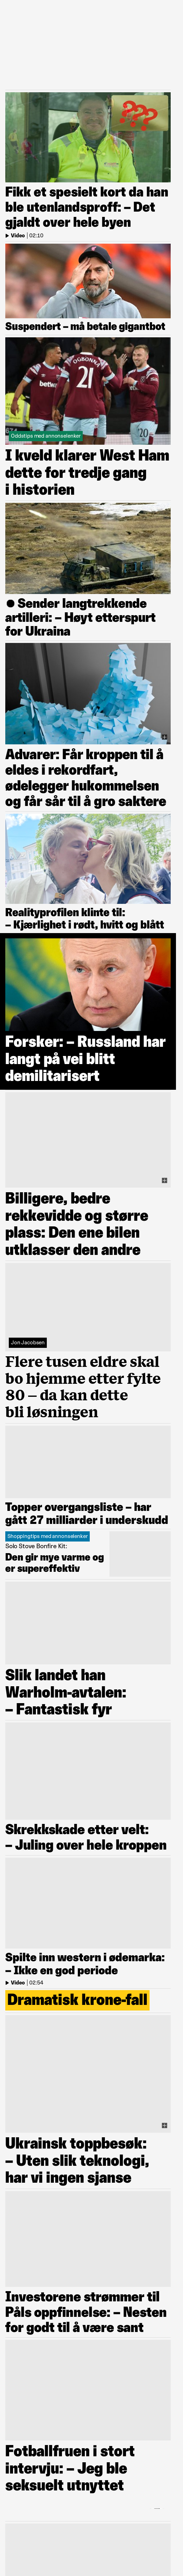 ???
Fikk et spesielt kort da han
ble utenlandsproff: – Det
gjaldt over hele byen
Video | 02:10
Suspendert – må betale gigantbot
OGBONNA
21
betway
20
Oddstips med annonselenker
I kveld klarer West Ham
dette for tredje gang
i historien
Sender langtrekkende
artilleri: – Høyt etterspurt
for Ukraina
Advarer: Får kroppen til å
eldes i rekordfart,
ødelegger hukommelsen
og får sår til å gro saktere
Realityprofilen klinte til:
– Kjærlighet i rødt, hvitt og blått
Forsker: – Russland har
langt på vei blitt
demilitarisert
Billigere, bedre
rekkevidde og større
plass: Den ene bilen
utklasser den andre
Jon Jacobsen
Flere tusen eldre skal
bo hjemme etter fylte
80 – da kan dette
bli løsningen
Topper overgangsliste – har
gått 27 milliarder i underskudd
Shoppingtips med annonselenker
Solo Stove Bonfire Kit:
Den gir mye varme og
er supereffektiv
Slik landet han
Warholm-avtalen:
– Fantastisk fyr
Skrekkskade etter velt:
– Juling over hele kroppen
Spilte inn western i ødemarka:
– Ikke en god periode
Video | 02:54
Dramatisk krone-fall
Ukrainsk toppbesøk:
– Uten slik teknologi,
har vi ingen sjanse
Investorene strømmer til
Påls oppfinnelse: – Nesten
for godt til å være sant
Fotballfruen i stort
intervju: – Jeg ble
seksuelt utnyttet